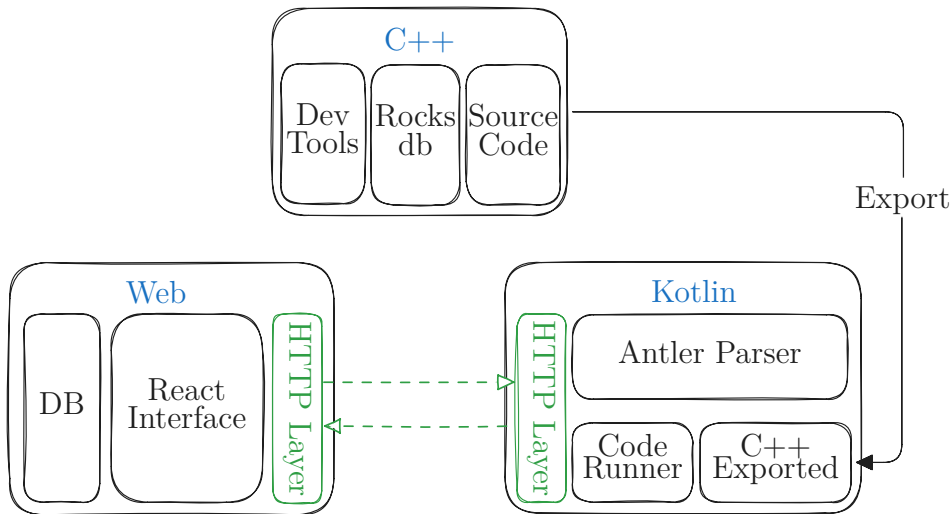 C++
Dev
Tools
Rocks
db
Source
Code
Export
Web
DB
React
Interface
HTTP Layer
Kotlin
HTTP Layer
Antler Parser
Code
Runner
C++
Exported